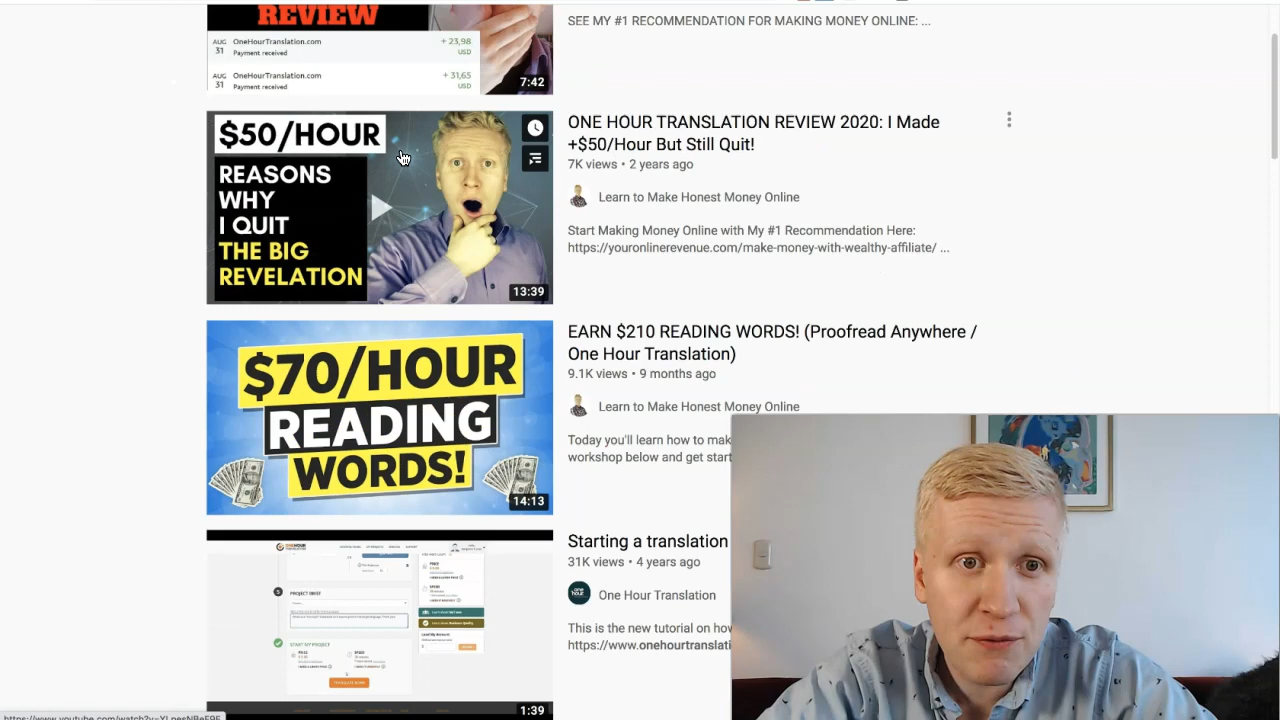 REVIEW
AUG
31
OneHourTranslation.com
Payment received
+ 23,98
USD
AUG
31
OneHourTranslation.com
Payment received
+ 31,65
USD
7:42
SEE MY #1 RECOMMENDATION FOR MAKING MONEY ONLINE: ...
$50/HOUR
REASONS
WHY
I QUIT
THE BIG
REVELATION
13:39
ONE HOUR TRANSLATION REVIEW 2020: I Made
+$50/Hour But Still Quit!
7K views • 2 years ago
Learn to Make Honest Money Online
Start Making Money Online with My #1 Recommendation Here:
https://youronlinerevenue.com/make-money-with-wealthy-affiliate/ ...
$70/HOUR
READING
WORDS!
14:13
EARN $210 READING WORDS! (Proofread Anywhere /
One Hour Translation)
9.1K views • 9 months ago
Learn to Make Honest Money Online
Today you'll learn how to mak
workshop below and get start
PROJECT BRIEF
START MY PROJECT
1:39
Starting a translation
31K views • 4 years ago
one
hour
One Hour Translation
This is the new tutorial on how
https://www.onehourtranslati